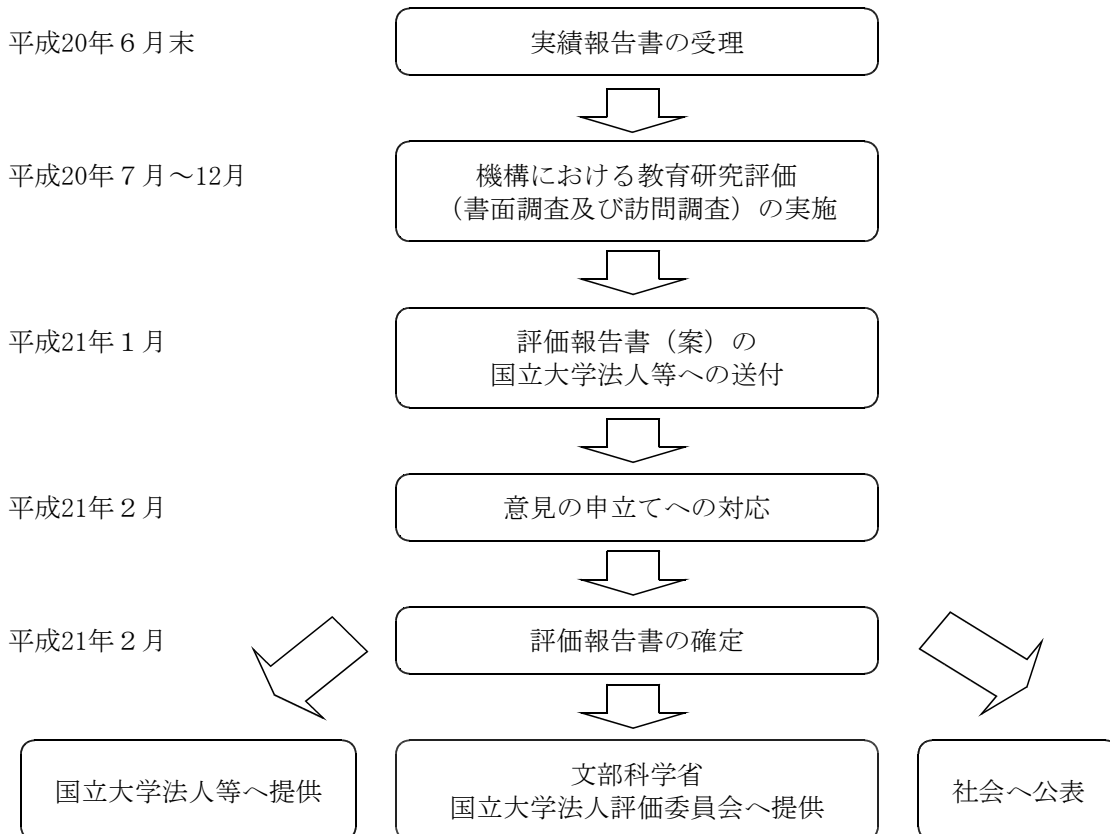 平成20年６月末
実績報告書の受理
平成20年７月～12月
機構における教育研究評価
（書面調査及び訪問調査）の実施
平成21年１月
評価報告書（案）の
国立大学法人等への送付
平成21年２月
意見の申立てへの対応
平成21年２月
評価報告書の確定
国立大学法人等へ提供
文部科学省
国立大学法人評価委員会へ提供
社会へ公表